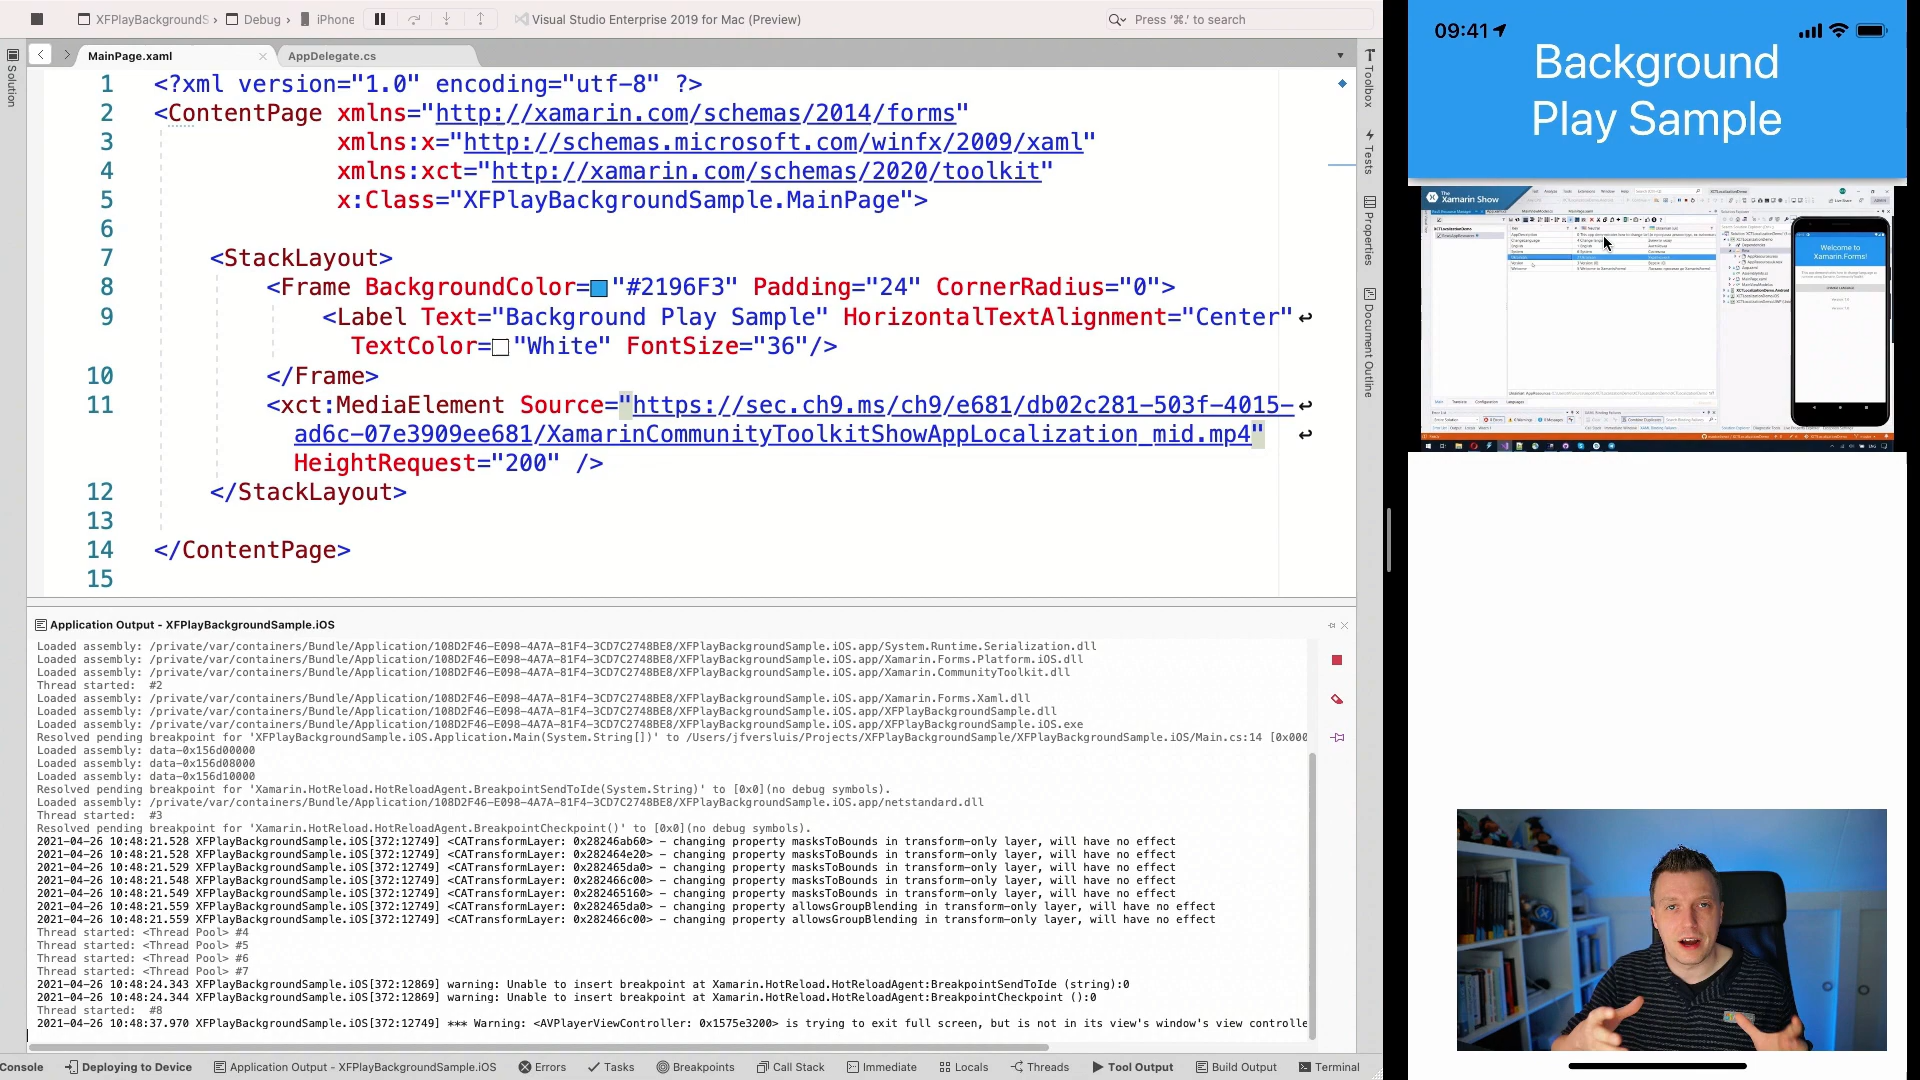 XFPlayBackgroundS
Debug
iPhone
Visual Studio Enterprise 2019 for Mac (Preview)
Press '⌘.' to search
MainPage.xaml
AppDelegate.cs
Solution
Toolbox
Tests
Properties
Document Outline
1 <?xml version="1.0" encoding="utf-8" ?>
2 <ContentPage xmlns="http://xamarin.com/schemas/2014/forms"
3 xmlns:x="http://schemas.microsoft.com/winfx/2009/xaml"
4 xmlns:xct="http://xamarin.com/schemas/2020/toolkit"
5 x:Class="XFPlayBackgroundSample.MainPage">
6
7 <StackLayout>
8 <Frame BackgroundColor="#2196F3" Padding="24" CornerRadius="0">
9 <Label Text="Background Play Sample" HorizontalTextAlignment="Center"
TextColor="White" FontSize="36"/>
10 </Frame>
11 <xct:MediaElement Source="https://sec.ch9.ms/ch9/e681/db02c281-503f-4015-
ad6c-07e3909ee681/XamarinCommunityToolkitShowAppLocalization_mid.mp4"
HeightRequest="200" />
12 </StackLayout>
13
14 </ContentPage>
15
Application Output - XFPlayBackgroundSample.iOS
Loaded assembly: /private/var/containers/Bundle/Application/108D2F46-E098-4A7A-81F4-3CD7C2748BE8/XFPlayBackgroundSample.iOS.app/System.Runtime.Serialization.dll
Loaded assembly: /private/var/containers/Bundle/Application/108D2F46-E098-4A7A-81F4-3CD7C2748BE8/XFPlayBackgroundSample.iOS.app/Xamarin.Forms.Platform.iOS.dll
Loaded assembly: /private/var/containers/Bundle/Application/108D2F46-E098-4A7A-81F4-3CD7C2748BE8/XFPlayBackgroundSample.iOS.app/Xamarin.CommunityToolkit.dll
Thread started: #2
Loaded assembly: /private/var/containers/Bundle/Application/108D2F46-E098-4A7A-81F4-3CD7C2748BE8/XFPlayBackgroundSample.iOS.app/Xamarin.Forms.Xaml.dll
Loaded assembly: /private/var/containers/Bundle/Application/108D2F46-E098-4A7A-81F4-3CD7C2748BE8/XFPlayBackgroundSample.iOS.app/XFPlayBackgroundSample.dll
Loaded assembly: /private/var/containers/Bundle/Application/108D2F46-E098-4A7A-81F4-3CD7C2748BE8/XFPlayBackgroundSample.iOS.app/XFPlayBackgroundSample.iOS.exe
Resolved pending breakpoint for 'XFPlayBackgroundSample.iOS.Application.Main(System.String[])' to /Users/jfversluis/Projects/XFPlayBackgroundSample/XFPlayBackgroundSample.iOS/Main.cs:14 [0x000
Loaded assembly: data-0x156d00000
Loaded assembly: data-0x156d08000
Loaded assembly: data-0x156d10000
Resolved pending breakpoint for 'Xamarin.HotReload.HotReloadAgent.BreakpointSendToIde(System.String)' to [0x0](no debug symbols).
Loaded assembly: /private/var/containers/Bundle/Application/108D2F46-E098-4A7A-81F4-3CD7C2748BE8/XFPlayBackgroundSample.iOS.app/netstandard.dll
Thread started: #3
Resolved pending breakpoint for 'Xamarin.HotReload.HotReloadAgent.BreakpointCheckpoint()' to [0x0](no debug symbols).
2021-04-26 10:48:21.528 XFPlayBackgroundSample.iOS[372:12749] <CATransformLayer: 0x28246ab60> - changing property masksToBounds in transform-only layer, will have no effect
2021-04-26 10:48:21.528 XFPlayBackgroundSample.iOS[372:12749] <CATransformLayer: 0x282464e20> - changing property masksToBounds in transform-only layer, will have no effect
2021-04-26 10:48:21.529 XFPlayBackgroundSample.iOS[372:12749] <CATransformLayer: 0x282465da0> - changing property masksToBounds in transform-only layer, will have no effect
2021-04-26 10:48:21.548 XFPlayBackgroundSample.iOS[372:12749] <CATransformLayer: 0x282466c00> - changing property masksToBounds in transform-only layer, will have no effect
2021-04-26 10:48:21.549 XFPlayBackgroundSample.iOS[372:12749] <CATransformLayer: 0x282465160> - changing property masksToBounds in transform-only layer, will have no effect
2021-04-26 10:48:21.559 XFPlayBackgroundSample.iOS[372:12749] <CATransformLayer: 0x282465da0> - changing property allowsGroupBlending in transform-only layer, will have no effect
2021-04-26 10:48:21.559 XFPlayBackgroundSample.iOS[372:12749] <CATransformLayer: 0x282466c00> - changing property allowsGroupBlending in transform-only layer, will have no effect
Thread started: <Thread Pool> #4
Thread started: <Thread Pool> #5
Thread started: <Thread Pool> #6
Thread started: <Thread Pool> #7
2021-04-26 10:48:24.343 XFPlayBackgroundSample.iOS[372:12869] warning: Unable to insert breakpoint at Xamarin.HotReload.HotReloadAgent:BreakpointSendToIde (string):0
2021-04-26 10:48:24.344 XFPlayBackgroundSample.iOS[372:12869] warning: Unable to insert breakpoint at Xamarin.HotReload.HotReloadAgent:BreakpointCheckpoint ():0
Thread started: #8
2021-04-26 10:48:37.970 XFPlayBackgroundSample.iOS[372:12749] *** Warning: <AVPlayerViewController: 0x1575e3200> is trying to exit full screen, but is not in its view's window's view controlle
Console
Deploying to Device
Application Output - XFPlayBackgroundSample.iOS
Errors
Tasks
Breakpoints
Call Stack
Immediate
Locals
Threads
Tool Output
Build Output
Terminal
09:41
Background
Play Sample
The
Xamarin Show
Welcome to
Xamarin.Forms!